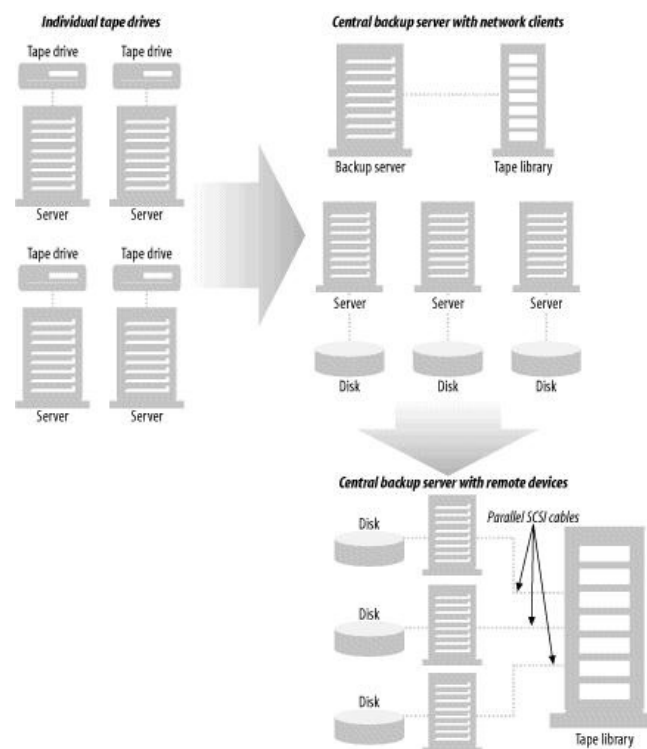 Individual tape drives
Tape drive Tape drive
Server Server
Tape drive Tape drive
Server Server
Central backup server with network clients
Backup server Tape library
Server Server Server
Disk Disk Disk
Central backup server with remote devices
Parallel SCSI cables
Disk
Disk
Disk
Tape library